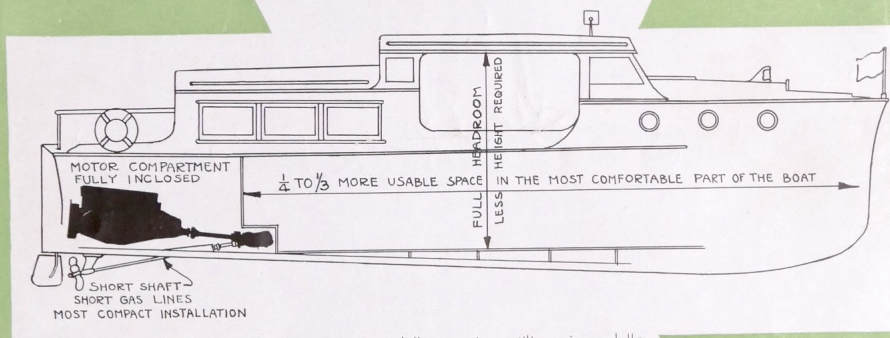 MOTOR COMPARTMENT
FULLY INCLOSED
1/4 TO 1/3 MORE USABLE SPACE IN THE MOST COMFORTABLE PART OF THE BOAT
FULL HEADROOM
LESS HEIGHT REQUIRED
SHORT SHAFT
SHORT GAS LINES
MOST COMPACT INSTALLATION